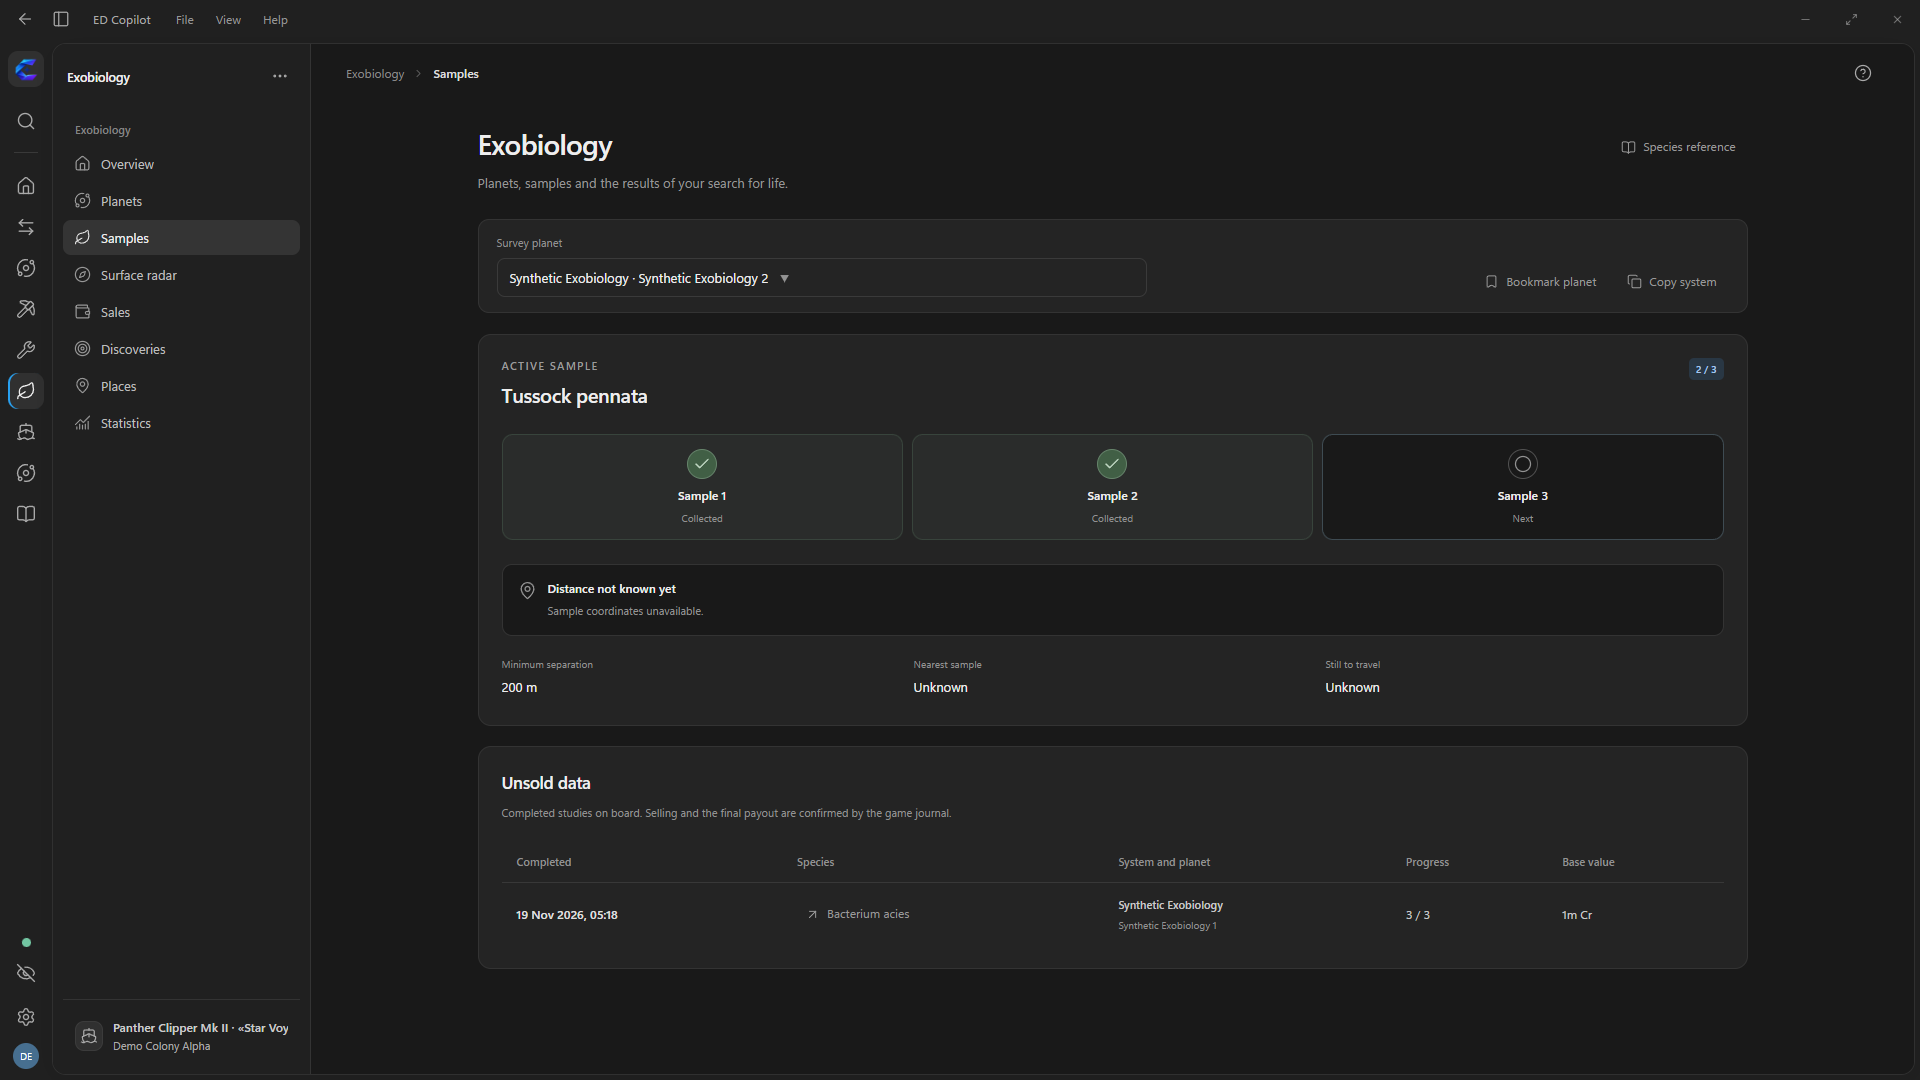 ED Copilot
File
View
Help
Exobiology
Exobiology
Overview
Planets
Samples
Surface radar
Sales
Discoveries
Places
Statistics
Panther Clipper Mk II · «Star Voy
Demo Colony Alpha
DE
Exobiology > Samples
Exobiology
Planets, samples and the results of your search for life.
Species reference
Survey planet
Synthetic Exobiology · Synthetic Exobiology 2
Bookmark planet
Copy system
ACTIVE SAMPLE
2 / 3
Tussock pennata
Sample 1
Collected
Sample 2
Collected
Sample 3
Next
Distance not known yet
Sample coordinates unavailable.
Minimum separation
200 m
Nearest sample
Unknown
Still to travel
Unknown
Unsold data
Completed studies on board. Selling and the final payout are confirmed by the game journal.
Completed
Species
System and planet
Progress
Base value
19 Nov 2026, 05:18
Bacterium acies
Synthetic Exobiology
Synthetic Exobiology 1
3 / 3
1m Cr